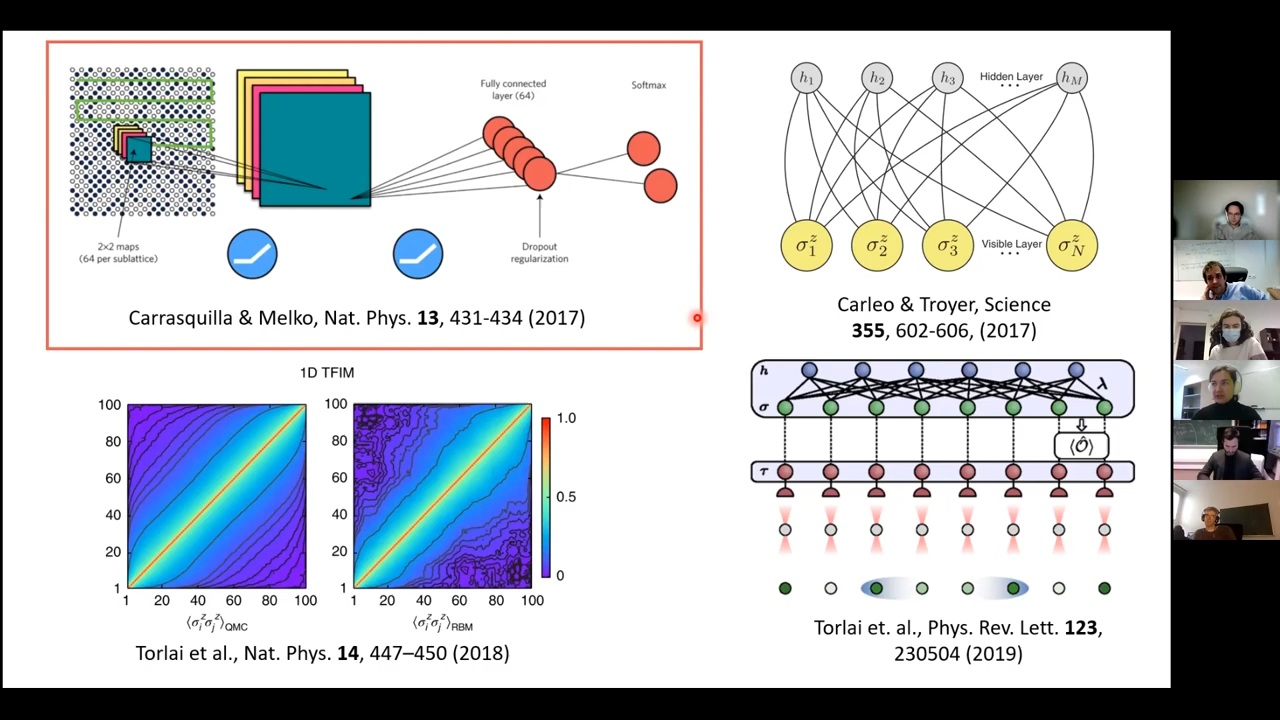 Fully connected
layer (64)
Softmax
2×2 maps
(64 per sublattice)
Dropout
regularization
Carrasquilla & Melko, Nat. Phys. 13, 431-434 (2017)
h₁ h₂ h₃ Hidden Layer ... h_M
σ₁ᶻ σ₂ᶻ σ₃ᶻ Visible Layer ... σ_Nᶻ
Carleo & Troyer, Science
355, 602-606, (2017)
1D TFIM
100
80
60
40
20
1
1 20 40 60 80 100
⟨σᵢᶻσⱼᶻ⟩QMC
100
80
60
40
20
1
1 20 40 60 80 100
⟨σᵢᶻσⱼᶻ⟩RBM
1.0
0.5
0
Torlai et al., Nat. Phys. 14, 447–450 (2018)
h
λ
σ
⟨Ô⟩
τ
Torlai et. al., Phys. Rev. Lett. 123,
230504 (2019)